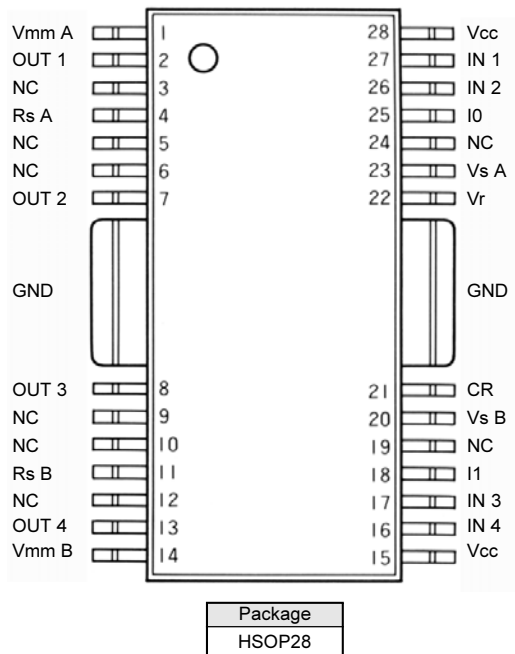 Vmm A 1 28 Vcc
OUT 1 2 27 IN 1
NC 3 26 IN 2
Rs A 4 25 I0
NC 5 24 NC
NC 6 23 Vs A
OUT 2 7 22 Vr
GND GND
OUT 3 8 21 CR
NC 9 20 Vs B
NC 10 19 NC
Rs B 11 18 I1
NC 12 17 IN 3
OUT 4 13 16 IN 4
Vmm B 14 15 Vcc
Package
HSOP28